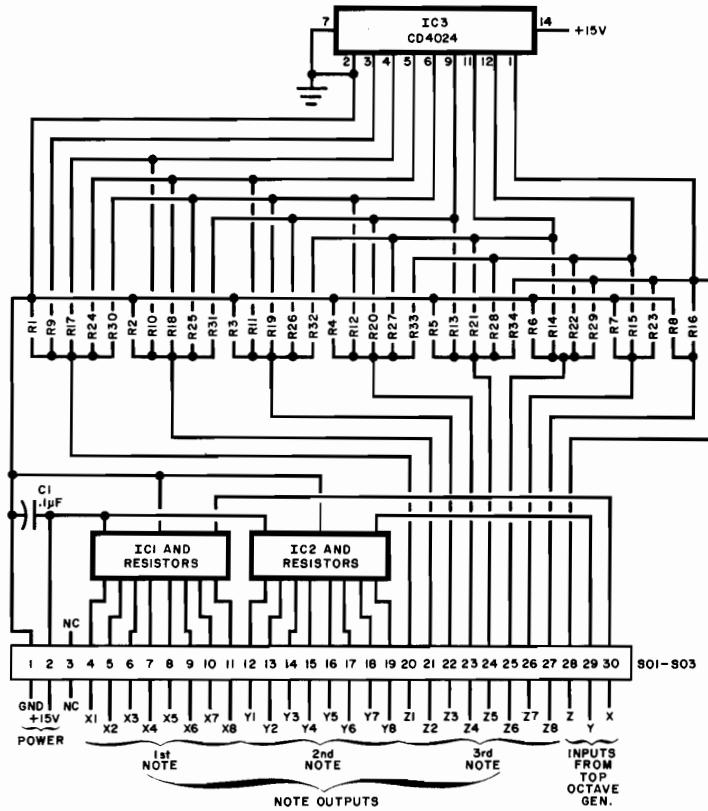 IC3
CD4024
7
14
+15V
2 3 4 5 6 9 11 12 1
R1 R9 R17 R24 R30 R2 R10 R18 R25 R31 R3 R11 R19 R26 R32 R4 R12 R20 R27 R33 R5 R13 R21 R28 R34 R6 R14 R22 R29 R7 R15 R23 R8 R16
C1
.1µF
IC1 AND
RESISTORS
IC2 AND
RESISTORS
NC
1 2 3 4 5 6 7 8 9 10 11 12 13 14 15 16 17 18 19 20 21 22 23 24 25 26 27 28 29 30
SO1-SO3
GND
+15V
NC
X1 X2 X3 X4 X5 X6 X7 X8 Y1 Y2 Y3 Y4 Y5 Y6 Y7 Y8 Z1 Z2 Z3 Z4 Z5 Z6 Z7 Z8 Z Y X
POWER
1st
NOTE
2nd
NOTE
3rd
NOTE
INPUTS
FROM
TOP
OCTAVE
GEN.
NOTE OUTPUTS